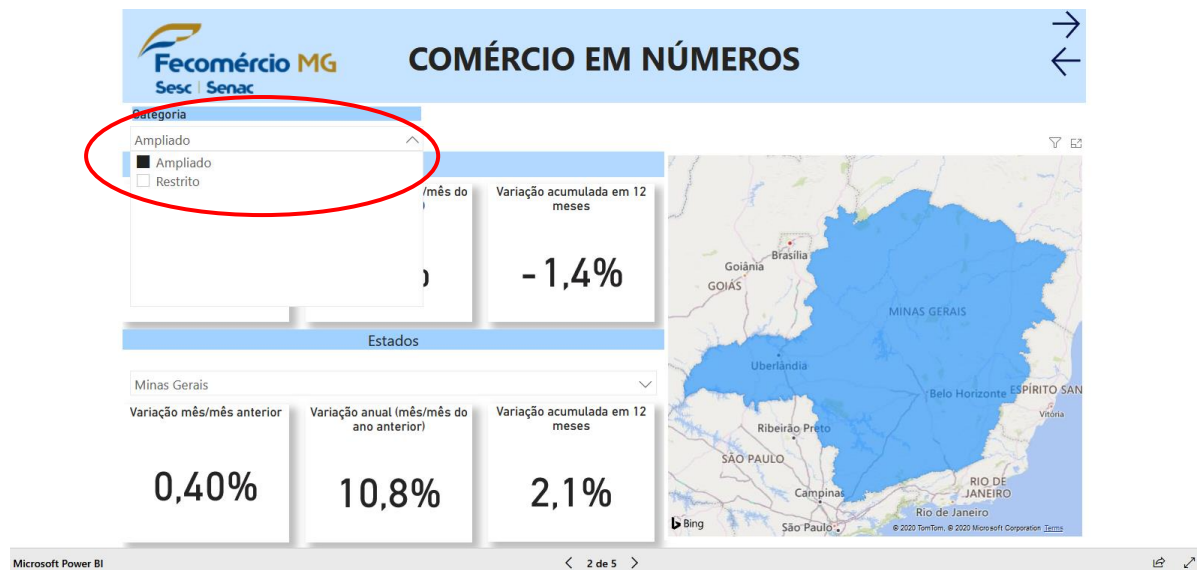 Fecomércio MG
Sesc | Senac
COMÉRCIO EM NÚMEROS
Categoria
Ampliado
Ampliado
Restrito
/mês do
Variação acumulada em 12
meses
-1,4%
Estados
Minas Gerais
Variação mês/mês anterior
0,40%
Variação anual (mês/mês do
ano anterior)
10,8%
Variação acumulada em 12
meses
2,1%
Brasília
Goiânia
GOIÁS
MINAS GERAIS
Uberlândia
Belo Horizonte
ESPÍRITO SAN
Vitória
Ribeirão Preto
SÃO PAULO
Campinas
RIO DE
JANEIRO
Rio de Janeiro
São Paulo
Bing
© 2020 TomTom, © 2020 Microsoft Corporation Terms
Microsoft Power BI
2 de 5